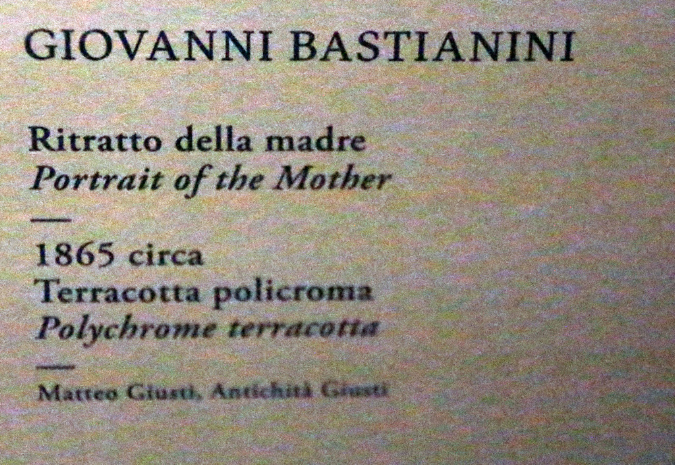 GIOVANNI BASTIANINI
Ritratto della madre
Portrait of the Mother
1865 circa
Terracotta policroma
Polychrome terracotta
Matteo Giusti, Antichità Giusti